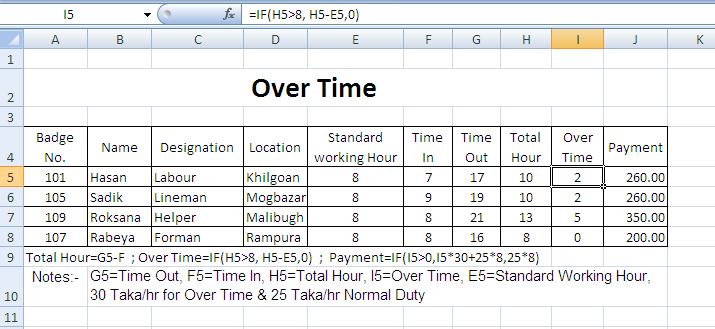 I5 fx =IF(H5>8, H5-E5,0)
A B C D E F G H I J K
1
2 Over Time
3
4 Badge No. Name Designation Location Standard working Hour Time In Time Out Total Hour Over Time Payment
5 101 Hasan Labour Khilgoan 8 7 17 10 2 260.00
6 105 Sadik Lineman Mogbazar 8 9 19 10 2 260.00
7 109 Roksana Helper Malibugh 8 8 21 13 5 350.00
8 107 Rabeya Forman Rampura 8 8 16 8 0 200.00
9 Total Hour=G5-F ; Over Time=IF(H5>8, H5-E5,0) ; Payment=IF(I5>0,I5*30+25*8,25*8)
10 Notes:- G5=Time Out, F5=Time In, H5=Total Hour, I5=Over Time, E5=Standard Working Hour,
30 Taka/hr for Over Time & 25 Taka/hr Normal Duty
11